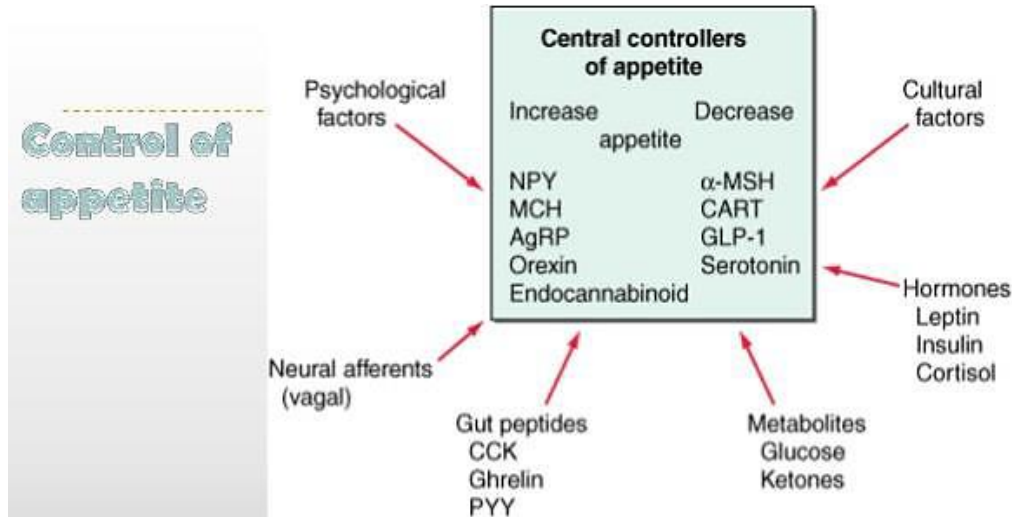 Control of
appetite
Central controllers
of appetite
Increase Decrease
appetite
NPY α-MSH
MCH CART
AgRP GLP-1
Orexin Serotonin
Endocannabinoid
Psychological
factors
Cultural
factors
Hormones
Leptin
Insulin
Cortisol
Neural afferents
(vagal)
Gut peptides
CCK
Ghrelin
PYY
Metabolites
Glucose
Ketones